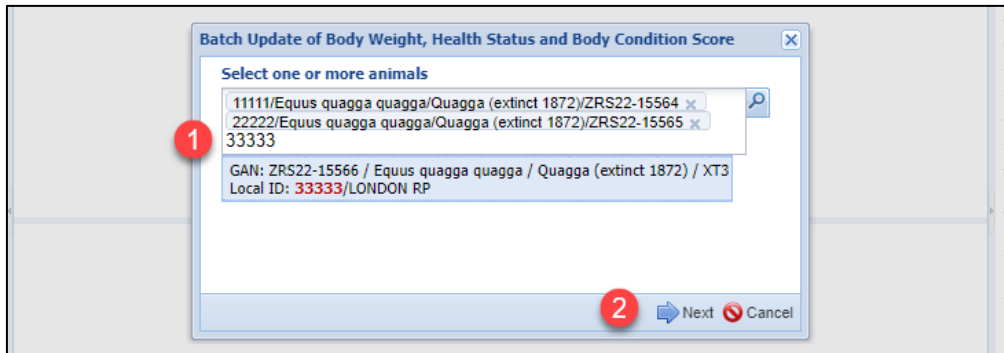 Batch Update of Body Weight, Health Status and Body Condition Score
Select one or more animals
11111/Equus quagga quagga/Quagga (extinct 1872)/ZRS22-15564
22222/Equus quagga quagga/Quagga (extinct 1872)/ZRS22-15565
1
33333
GAN: ZRS22-15566 / Equus quagga quagga / Quagga (extinct 1872) / XT3
Local ID: 33333/LONDON RP
2 Next Cancel